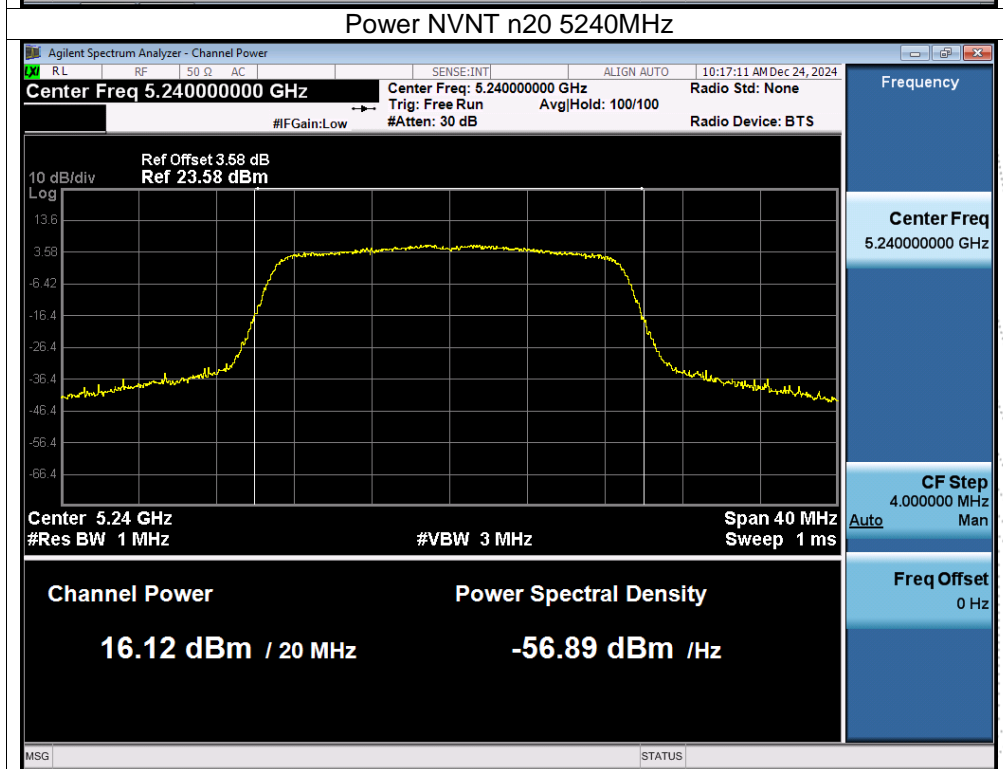 Power NVNT n20 5240MHz
Agilent Spectrum Analyzer - Channel Power
LXI RL RF 50 Ω AC SENSE:INT ALIGN AUTO 10:17:11 AM Dec 24, 2024
Center Freq 5.240000000 GHz
#IFGain:Low
Center Freq: 5.240000000 GHz
Trig: Free Run Avg|Hold: 100/100
#Atten: 30 dB
Radio Std: None
Radio Device: BTS
Ref Offset 3.58 dB
10 dB/div Ref 23.58 dBm
Log
13.6
3.58
-6.42
-16.4
-26.4
-36.4
-46.4
-56.4
-66.4
Center 5.24 GHz Span 40 MHz
#Res BW 1 MHz #VBW 3 MHz Sweep 1 ms
Channel Power Power Spectral Density
16.12 dBm / 20 MHz -56.89 dBm /Hz
Frequency
Center Freq
5.240000000 GHz
CF Step
4.000000 MHz
Auto Man
Freq Offset
0 Hz
MSG STATUS